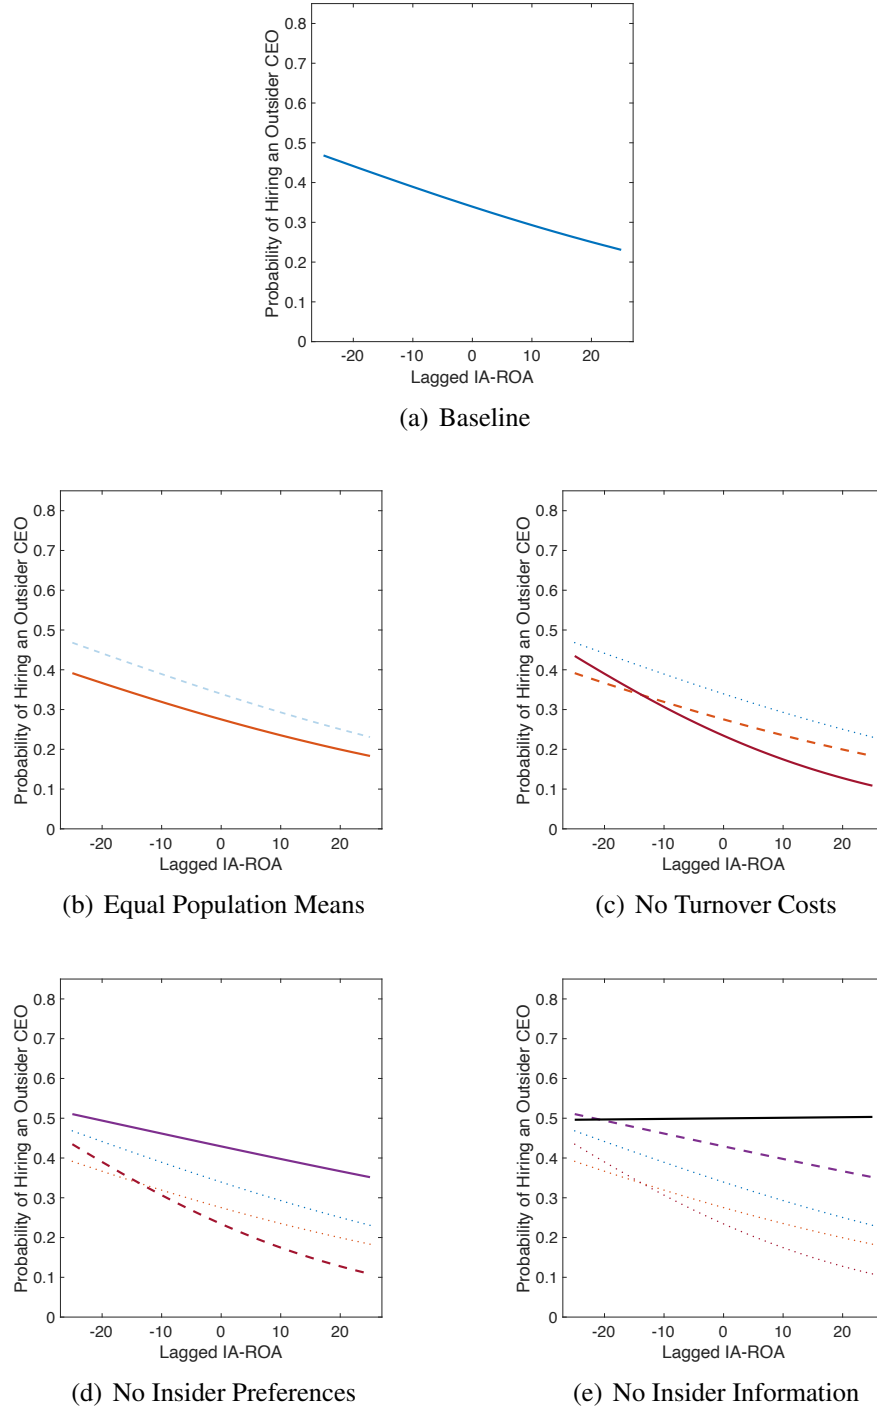 0.8
0.7
0.6
0.5
0.4
0.3
0.2
0.1
0
Probability of Hiring an Outsider CEO
-20 -10 0 10 20
Lagged IA-ROA
(a) Baseline
0.8
0.7
0.6
0.5
0.4
0.3
0.2
0.1
0
Probability of Hiring an Outsider CEO
-20 -10 0 10 20
Lagged IA-ROA
(b) Equal Population Means
0.8
0.7
0.6
0.5
0.4
0.3
0.2
0.1
0
Probability of Hiring an Outsider CEO
-20 -10 0 10 20
Lagged IA-ROA
(c) No Turnover Costs
0.8
0.7
0.6
0.5
0.4
0.3
0.2
0.1
0
Probability of Hiring an Outsider CEO
-20 -10 0 10 20
Lagged IA-ROA
(d) No Insider Preferences
0.8
0.7
0.6
0.5
0.4
0.3
0.2
0.1
0
Probability of Hiring an Outsider CEO
-20 -10 0 10 20
Lagged IA-ROA
(e) No Insider Information